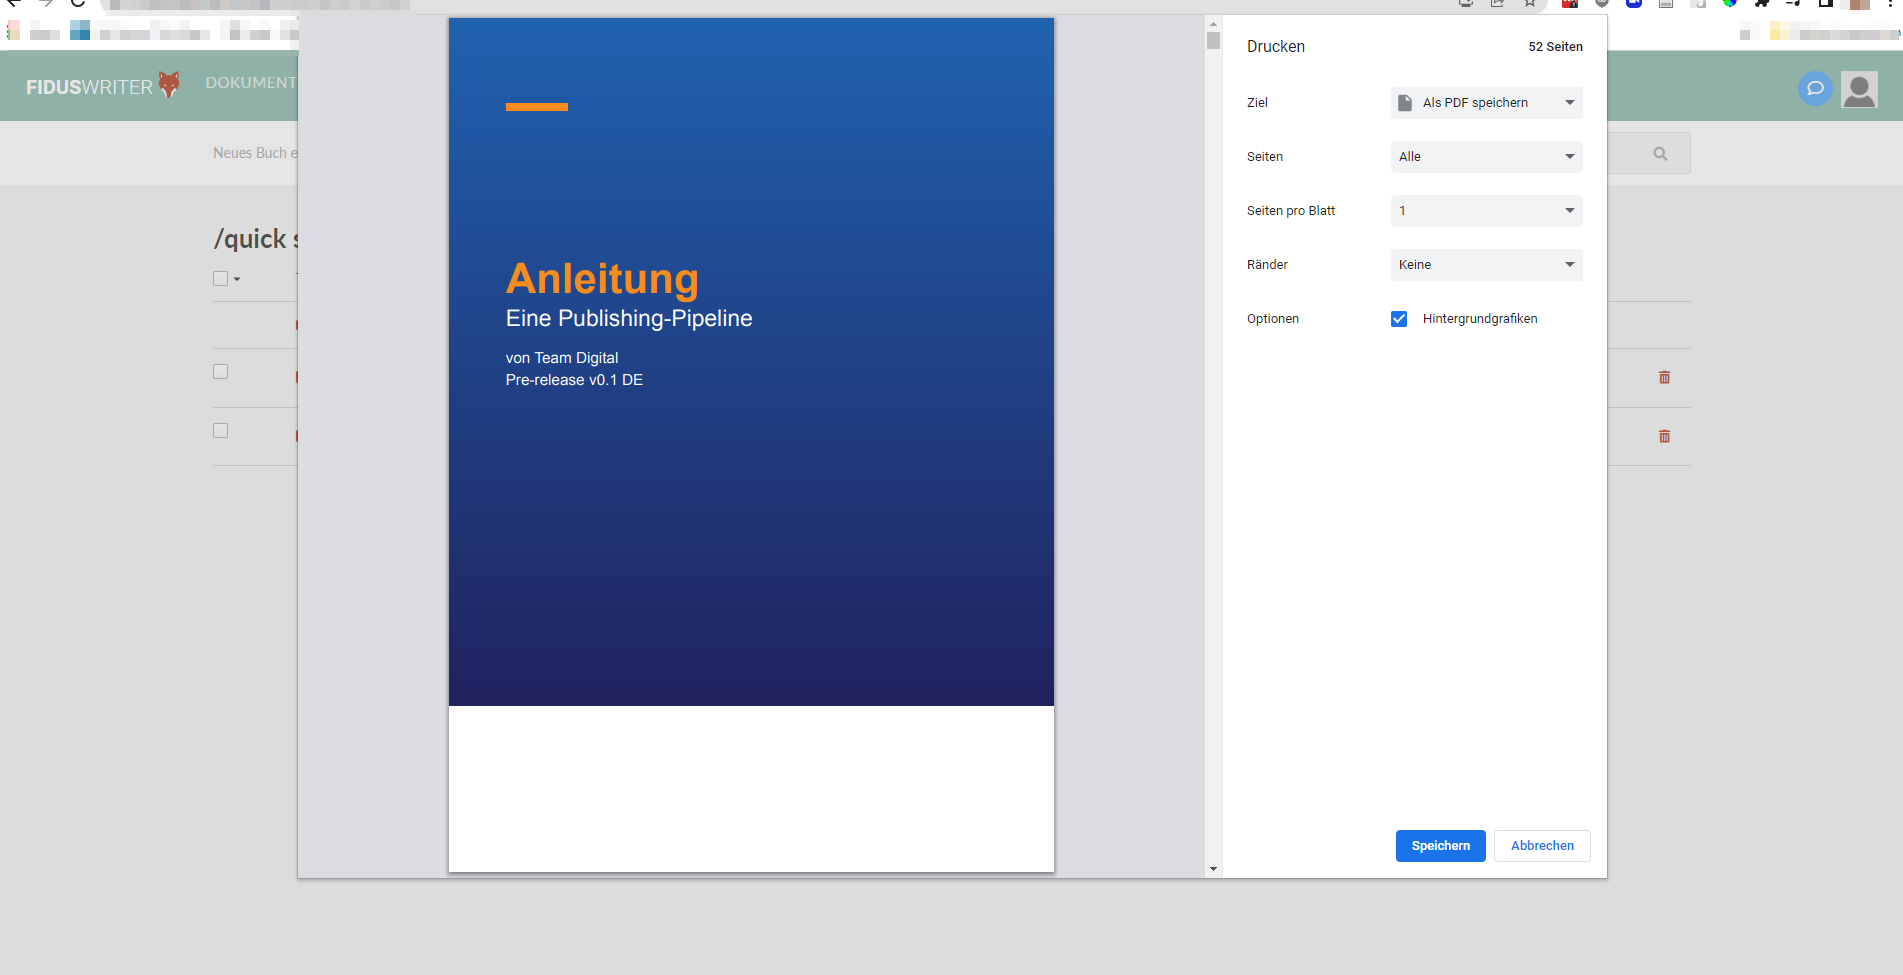 FIDUSWRITER
DOKUMENT
Neues Buch e
/quick s
Anleitung
Eine Publishing-Pipeline
von Team Digital
Pre-release v0.1 DE
Drucken
52 Seiten
Ziel
Als PDF speichern
Seiten
Alle
Seiten pro Blatt
1
Ränder
Keine
Optionen
Hintergrundgrafiken
Speichern
Abbrechen